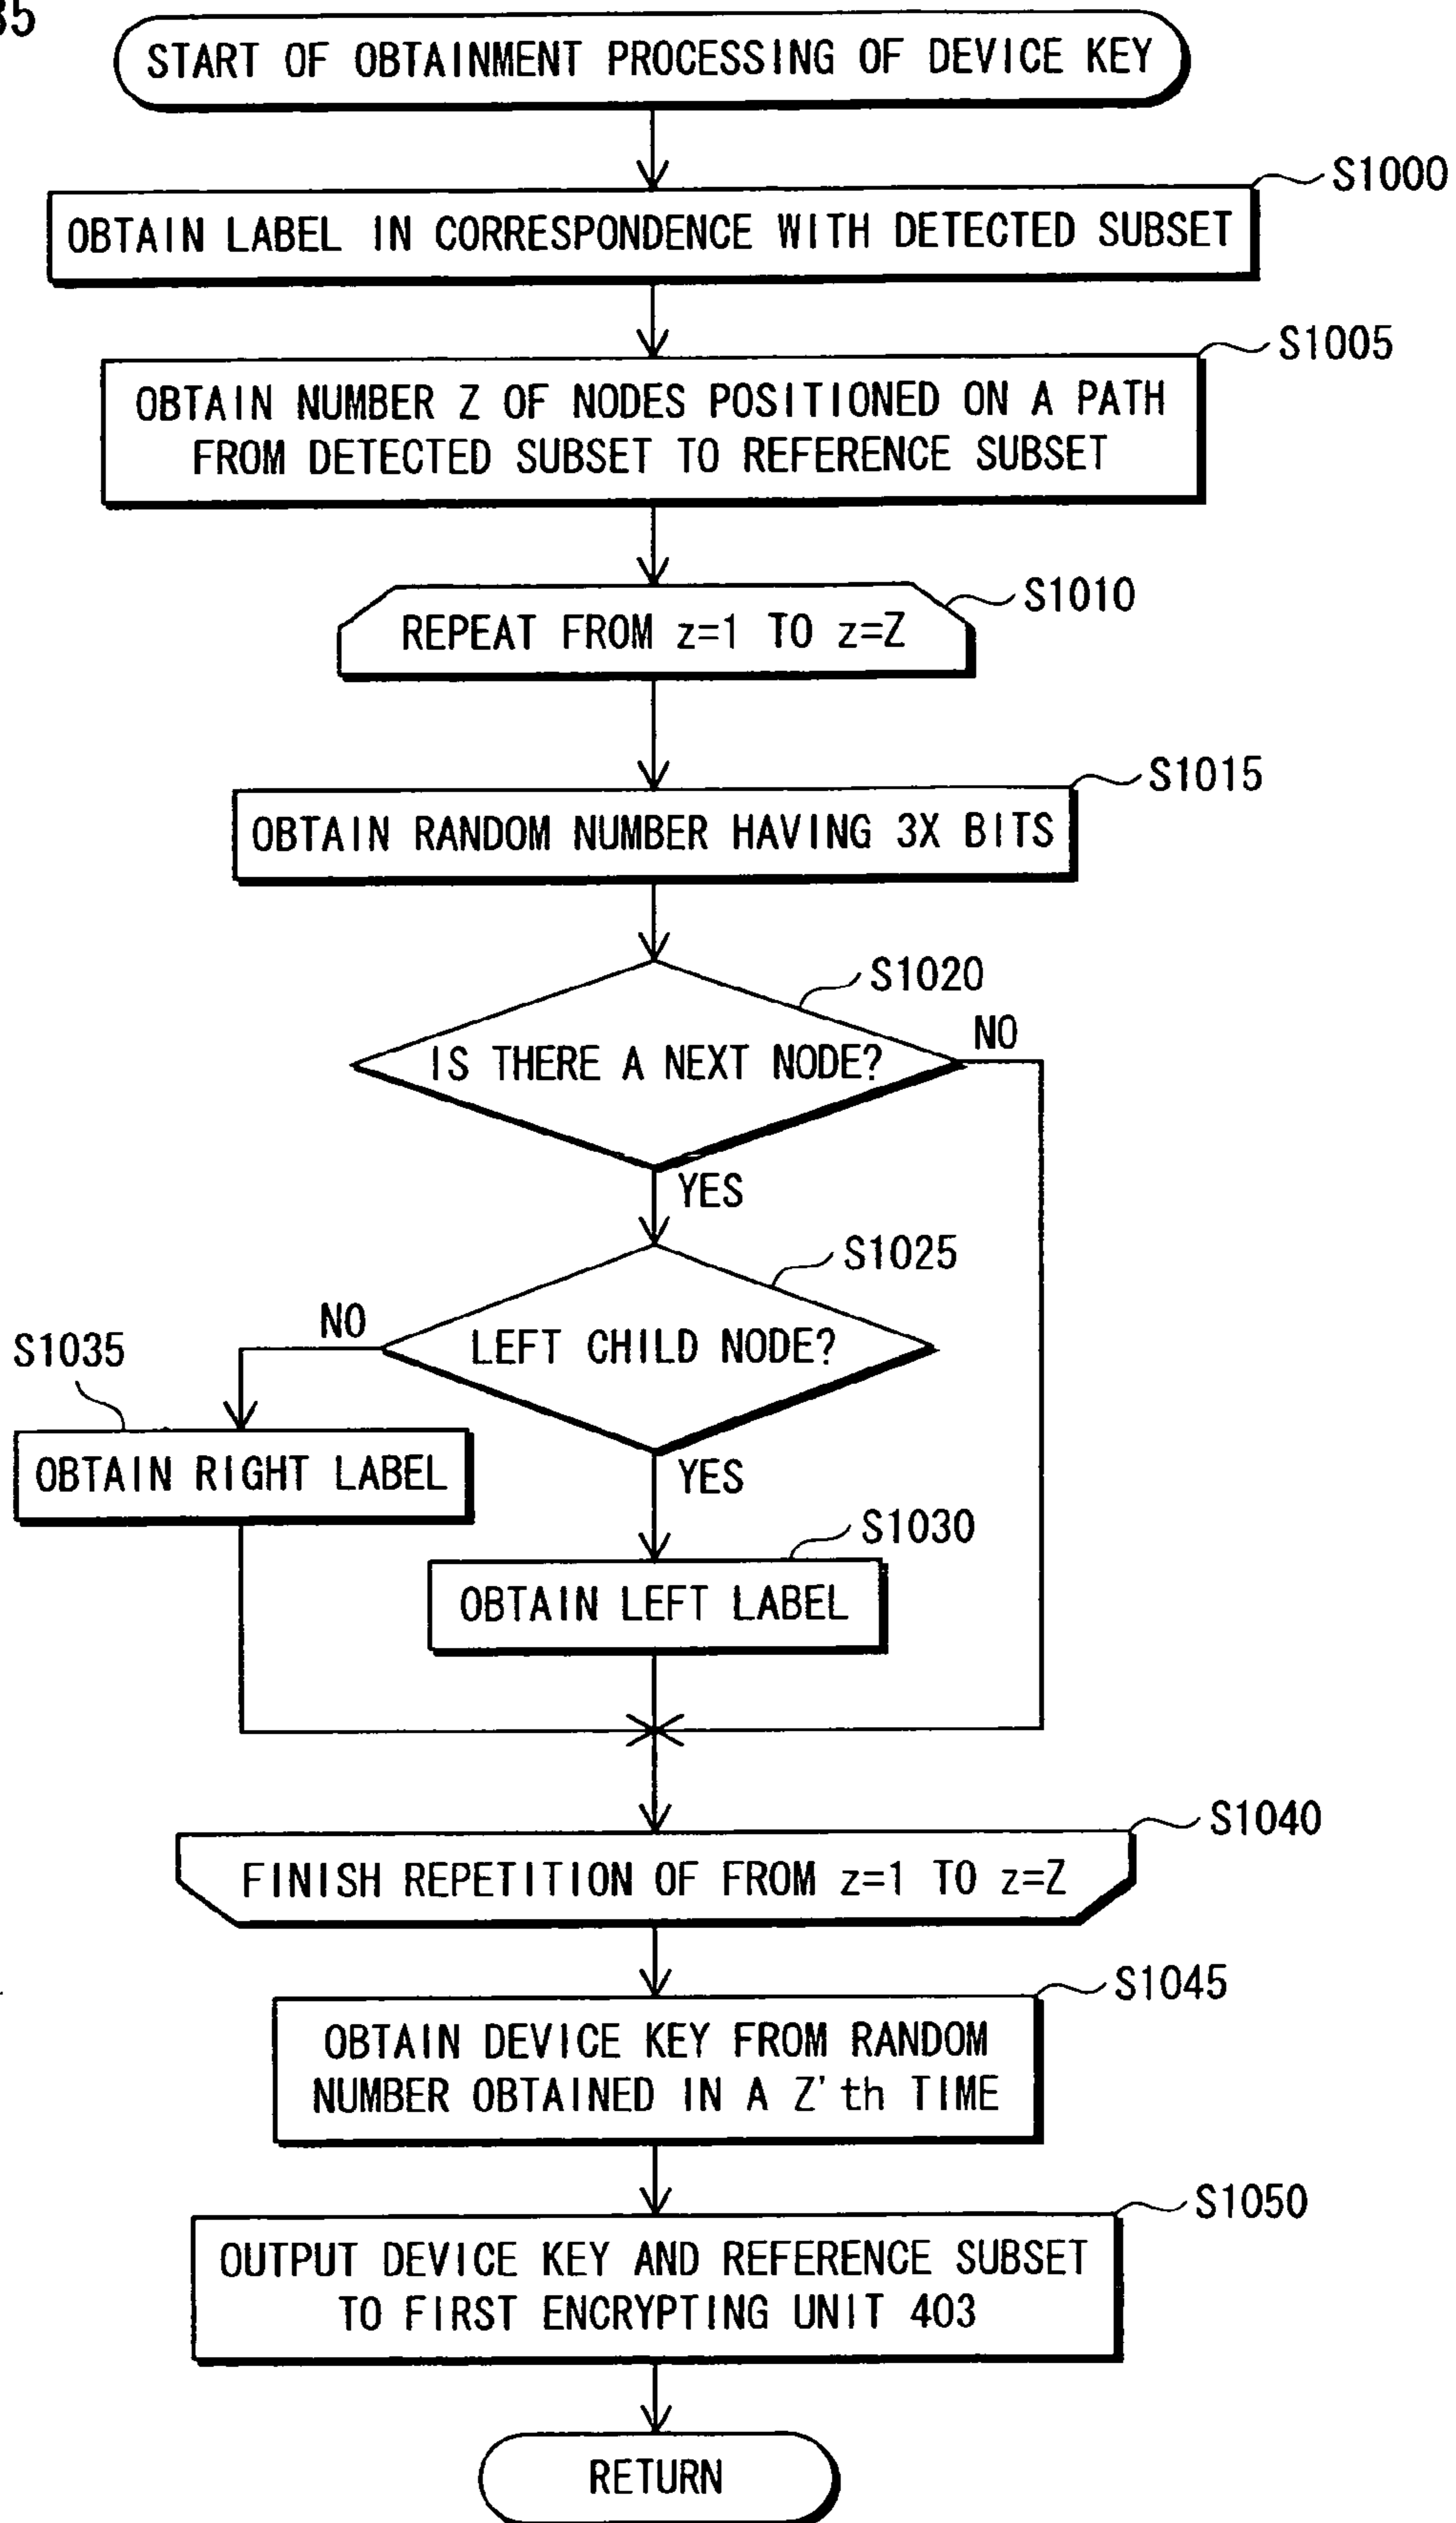 35
START OF OBTAINMENT PROCESSING OF DEVICE KEY
S1000
OBTAIN LABEL IN CORRESPONDENCE WITH DETECTED SUBSET
S1005
OBTAIN NUMBER Z OF NODES POSITIONED ON A PATH
FROM DETECTED SUBSET TO REFERENCE SUBSET
S1010
REPEAT FROM z=1 TO z=Z
S1015
OBTAIN RANDOM NUMBER HAVING 3X BITS
S1020
IS THERE A NEXT NODE?
NO
YES
S1025
LEFT CHILD NODE?
NO
S1035
OBTAIN RIGHT LABEL
YES
S1030
OBTAIN LEFT LABEL
S1040
FINISH REPETITION OF FROM z=1 TO z=Z
S1045
OBTAIN DEVICE KEY FROM RANDOM
NUMBER OBTAINED IN A Z'th TIME
S1050
OUTPUT DEVICE KEY AND REFERENCE SUBSET
TO FIRST ENCRYPTING UNIT 403
RETURN